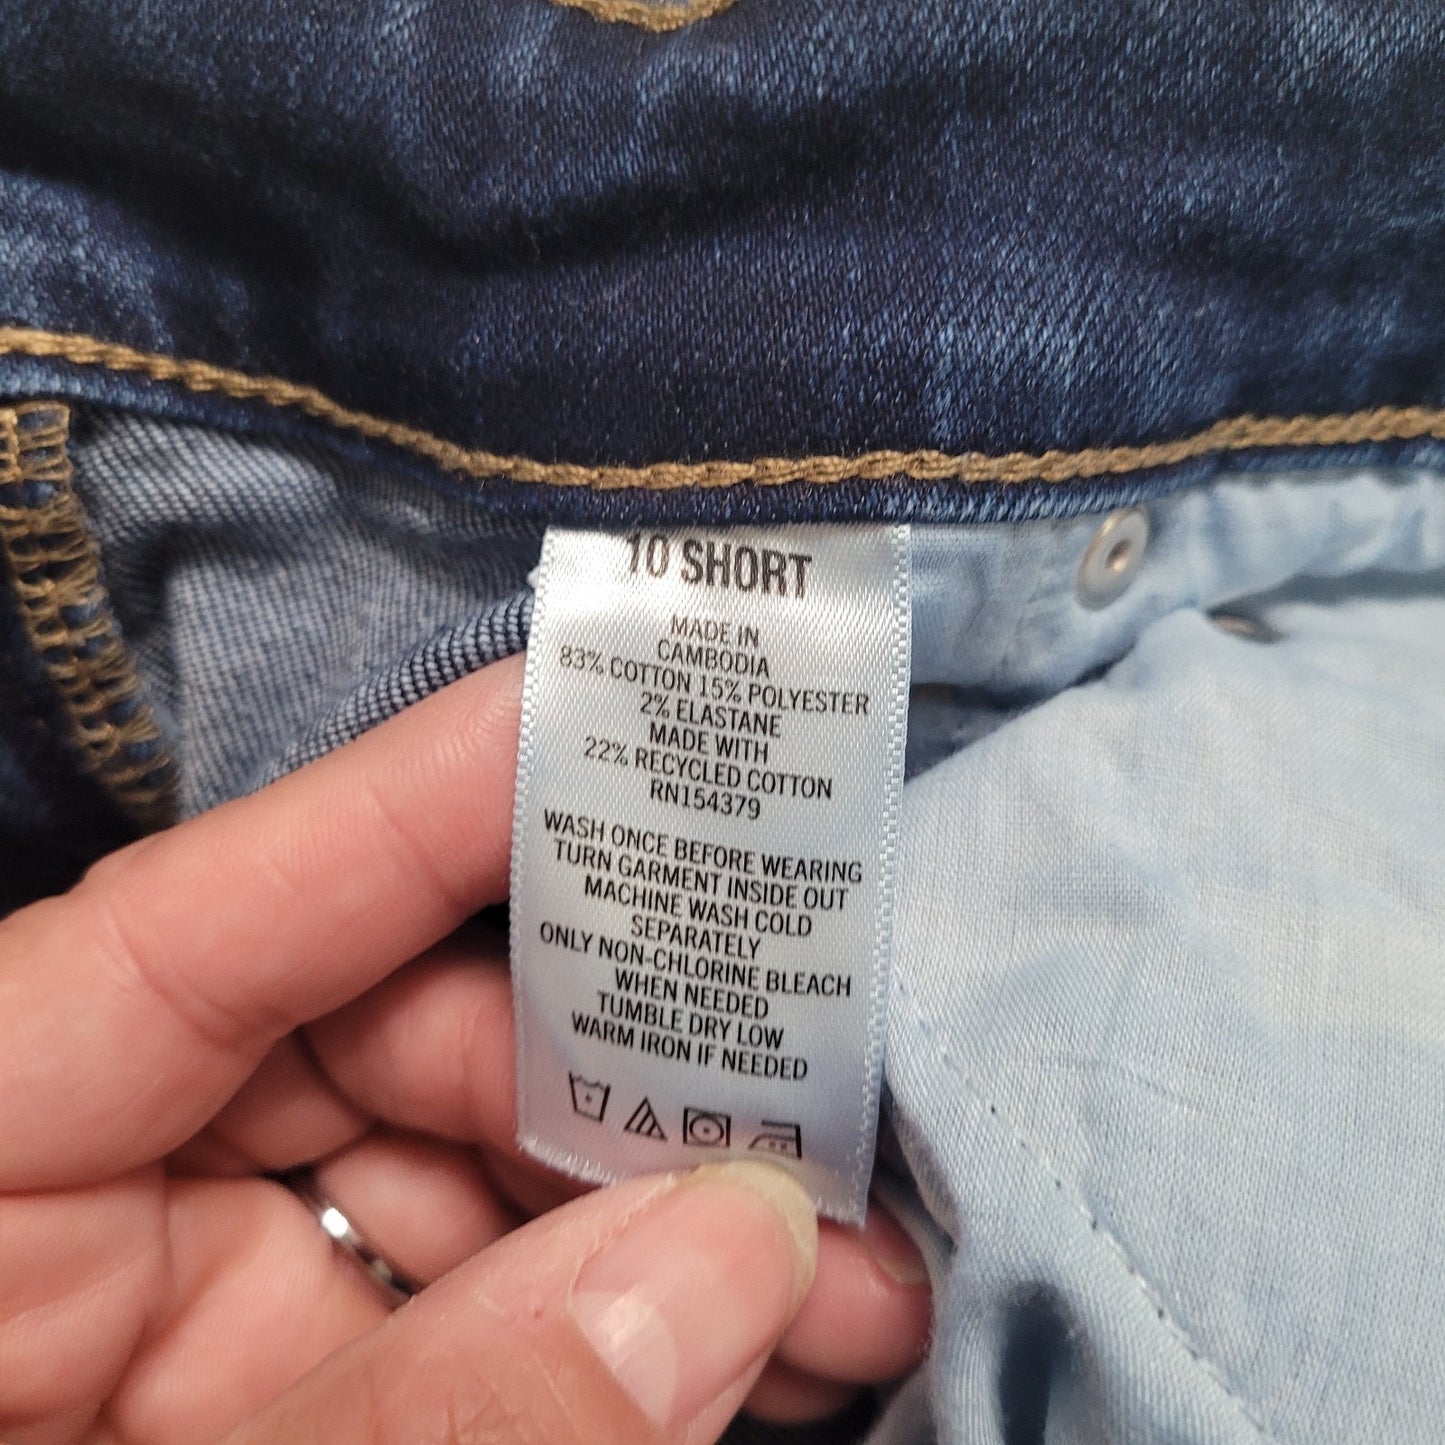 10 SHORT
MADE IN
CAMBODIA
83% COTTON 15% POLYESTER
2% ELASTANE
MADE WITH
22% RECYCLED COTTON
RN154379
WASH ONCE BEFORE WEARING
TURN GARMENT INSIDE OUT
MACHINE WASH COLD
SEPARATELY
ONLY NON-CHLORINE BLEACH
WHEN NEEDED
TUMBLE DRY LOW
WARM IRON IF NEEDED